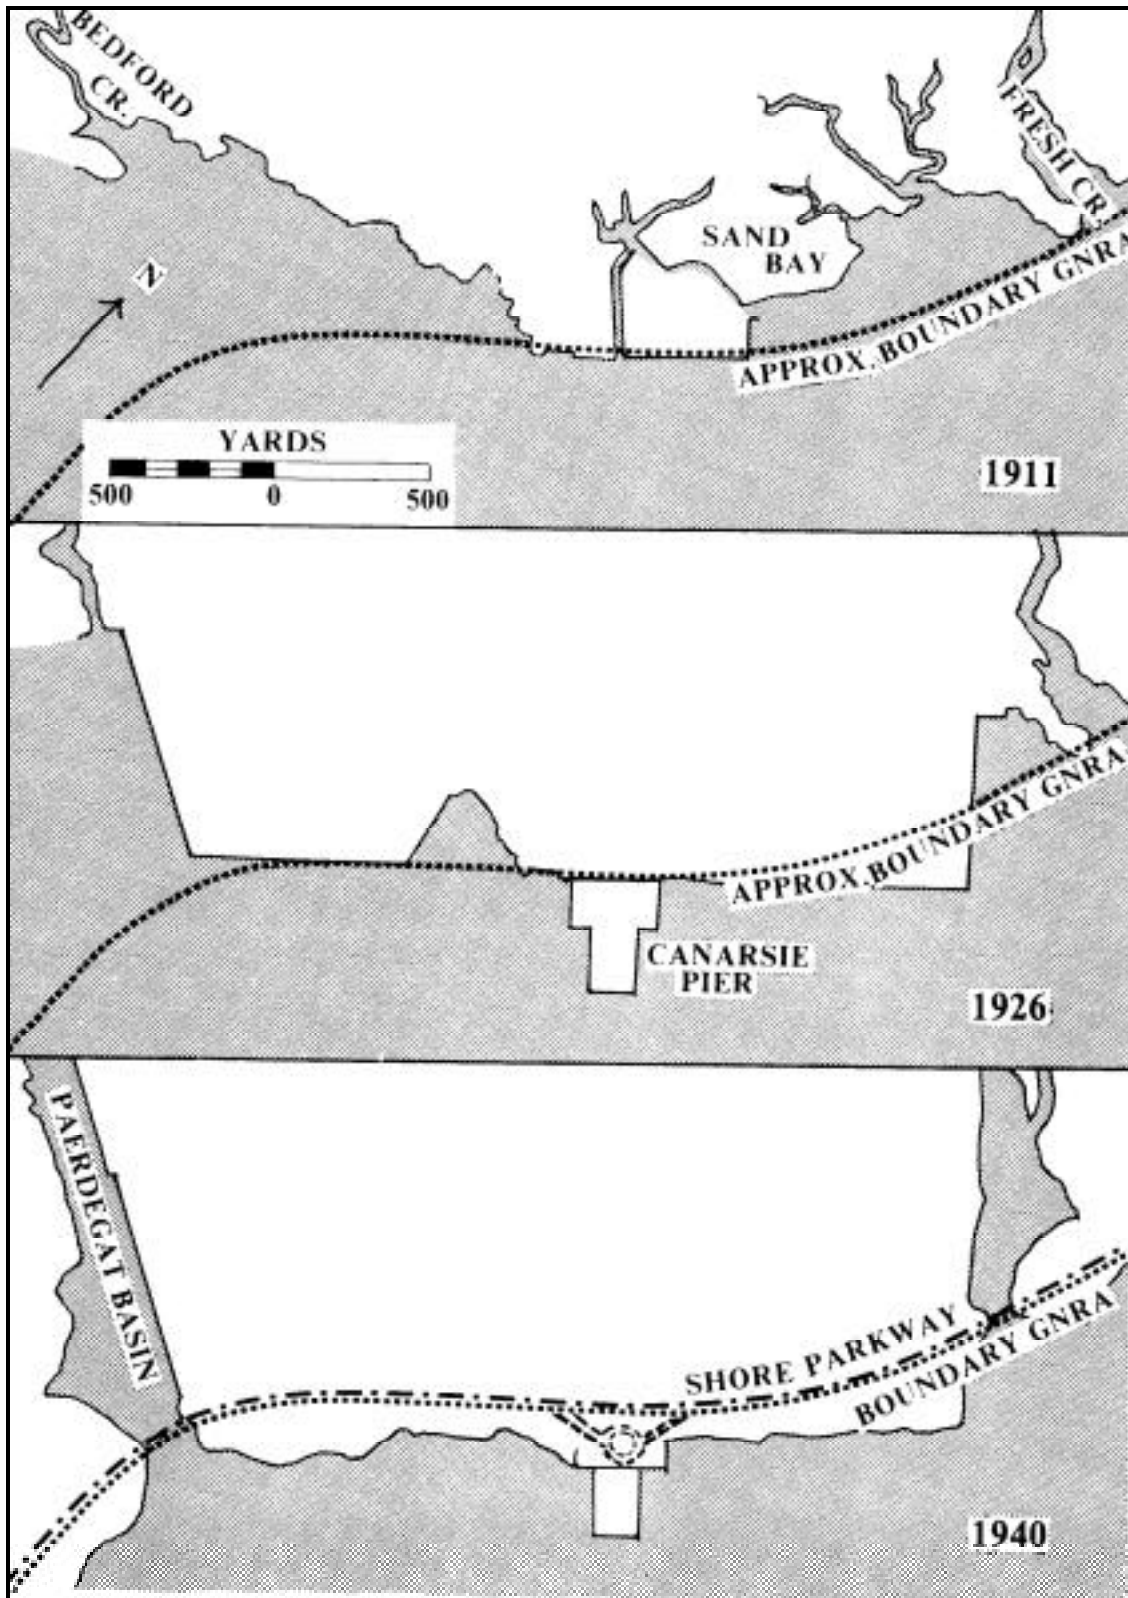 BEDFORD
CR.
FRESH CR.
SAND
BAY
N
APPROX. BOUNDARY GNRA
YARDS
500 0 500
1911
APPROX. BOUNDARY GNRA
CANARSIE
PIER
1926
PAERDEGAT BASIN
SHORE PARKWAY
BOUNDARY GNRA
1940